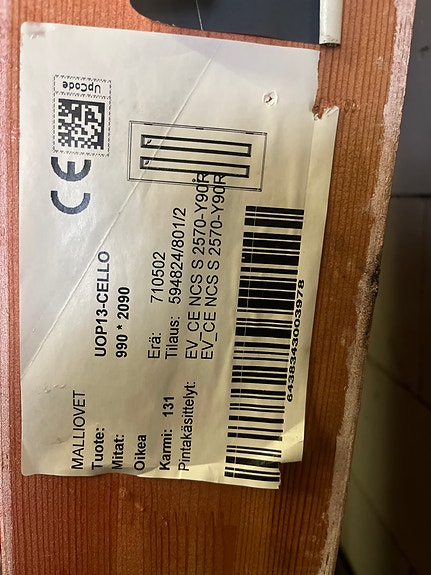 UpCode
CE
MALLIOVET
Tuote: UOP13-CELLO
Mitat: 990 * 2090
Oikea
Erä: 710502
Tilaus: 594824/801/2
Karmi: 131
Pintakäsittelyt: EV_CE NCS S 2570-Y90R
EV_CE NCS S 2570-Y90R
6438343003978